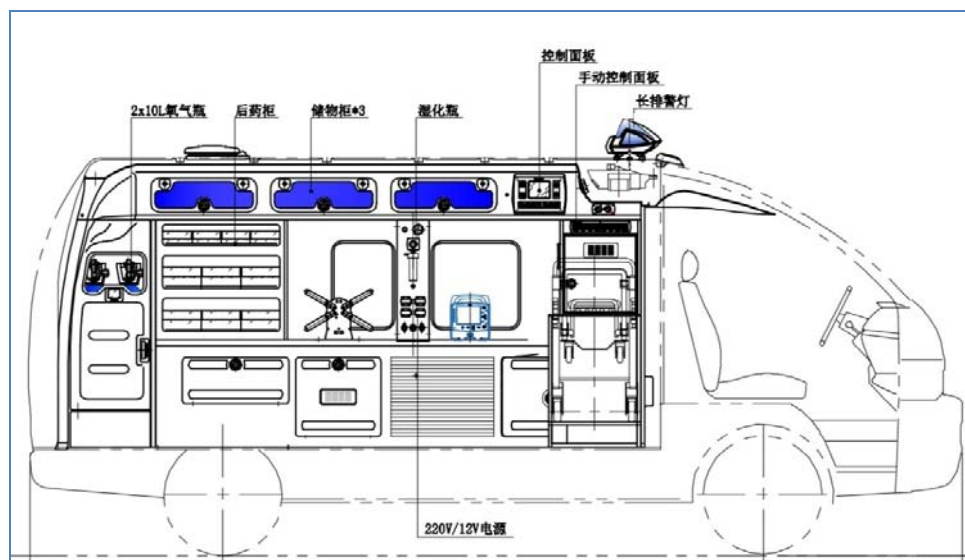 控制面板
手动控制面板
长排警灯
2x10L氧气瓶
后药柜
储物柜*3
湿化瓶
220V/12V电源